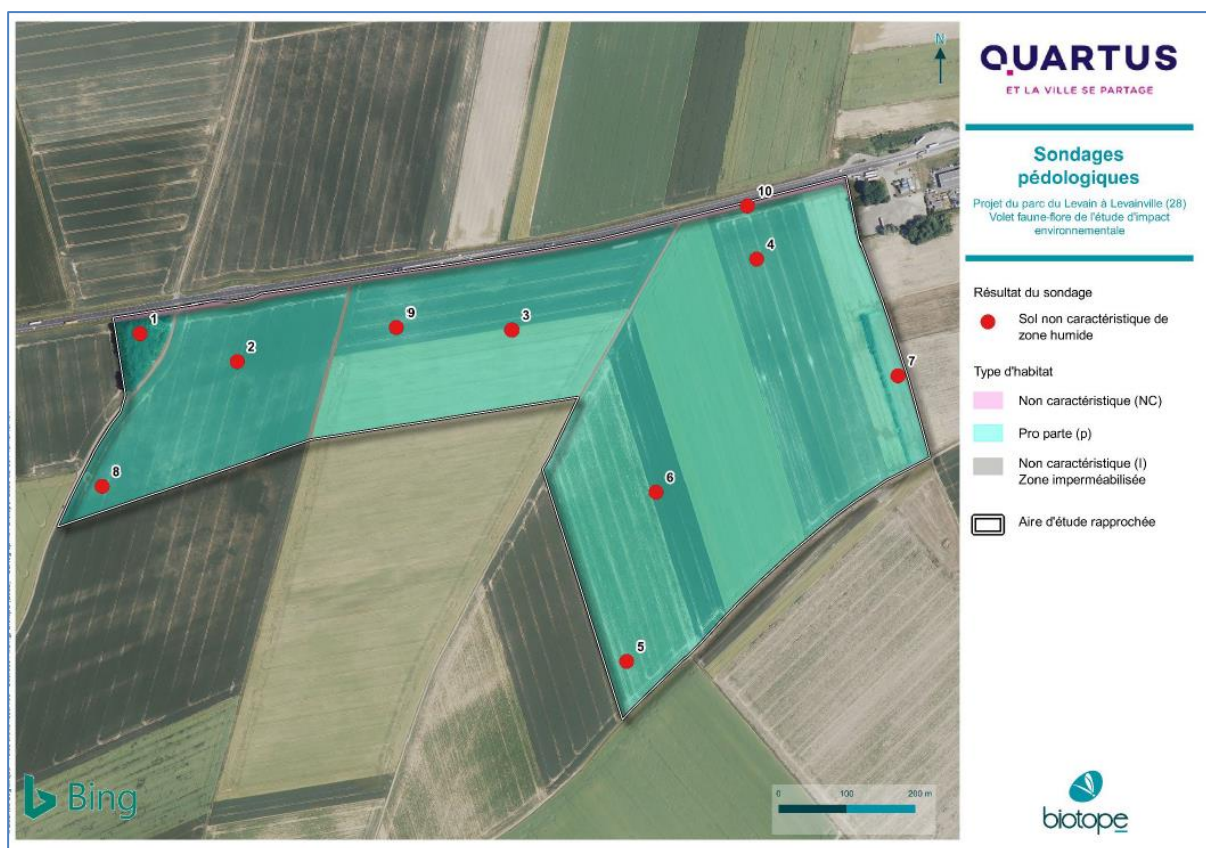 N
QUARTUS
ET LA VILLE SE PARTAGE
Sondages
pédologiques
Projet du parc du Levain à Levainville (28)
Volet faune-flore de l'étude d'impact
environnementale
Résultat du sondage
Sol non caractéristique de
zone humide
Type d'habitat
Non caractéristique (NC)
Pro parte (p)
Non caractéristique (I)
Zone imperméabilisée
Aire d'étude rapprochée
10
4
1
9
3
2
7
8
6
5
0 100 200 m
Bing
biotope